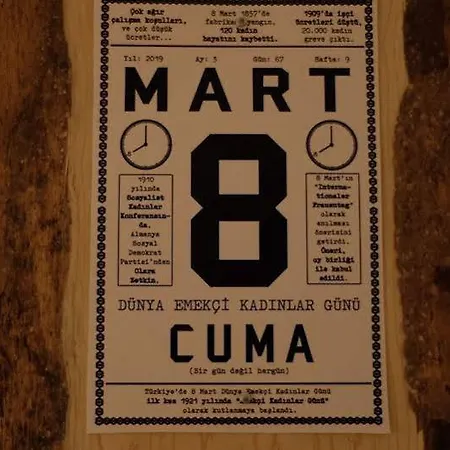 Çok ağır
çalışma koşulları,
ve çok düşük
ücretler...
8 Mart 1857'de
fabrika yangın.
120 kadın
hayatını kaybetti.
1909'da işçi
ücretleri düştü,
20.000 kadın
greve çıktı.
Yıl: 2019 Ay: 3 Gün: 67 Hafta: 9
MART
8
1910
yılında
Sosyalist
Kadınlar
Konferansın-
da,
Almanya
Sosyal
Demokrat
Partisi'nden
Clara
Zetkin,
8 Mart'ın
"Interna-
tionaler
Frauentag"
olarak
anılması
önerisini
getirdi.
Öneri,
oy birliği
ile kabul
edildi.
DÜNYA EMEKÇİ KADINLAR GÜNÜ
CUMA
(Bir gün değil hergün)
Türkiye'de 8 Mart Dünya Emekçi Kadınlar Günü
ilk kez 1921 yılında "Emekçi Kadınlar Günü"
olarak kutlanmaya başlandı.